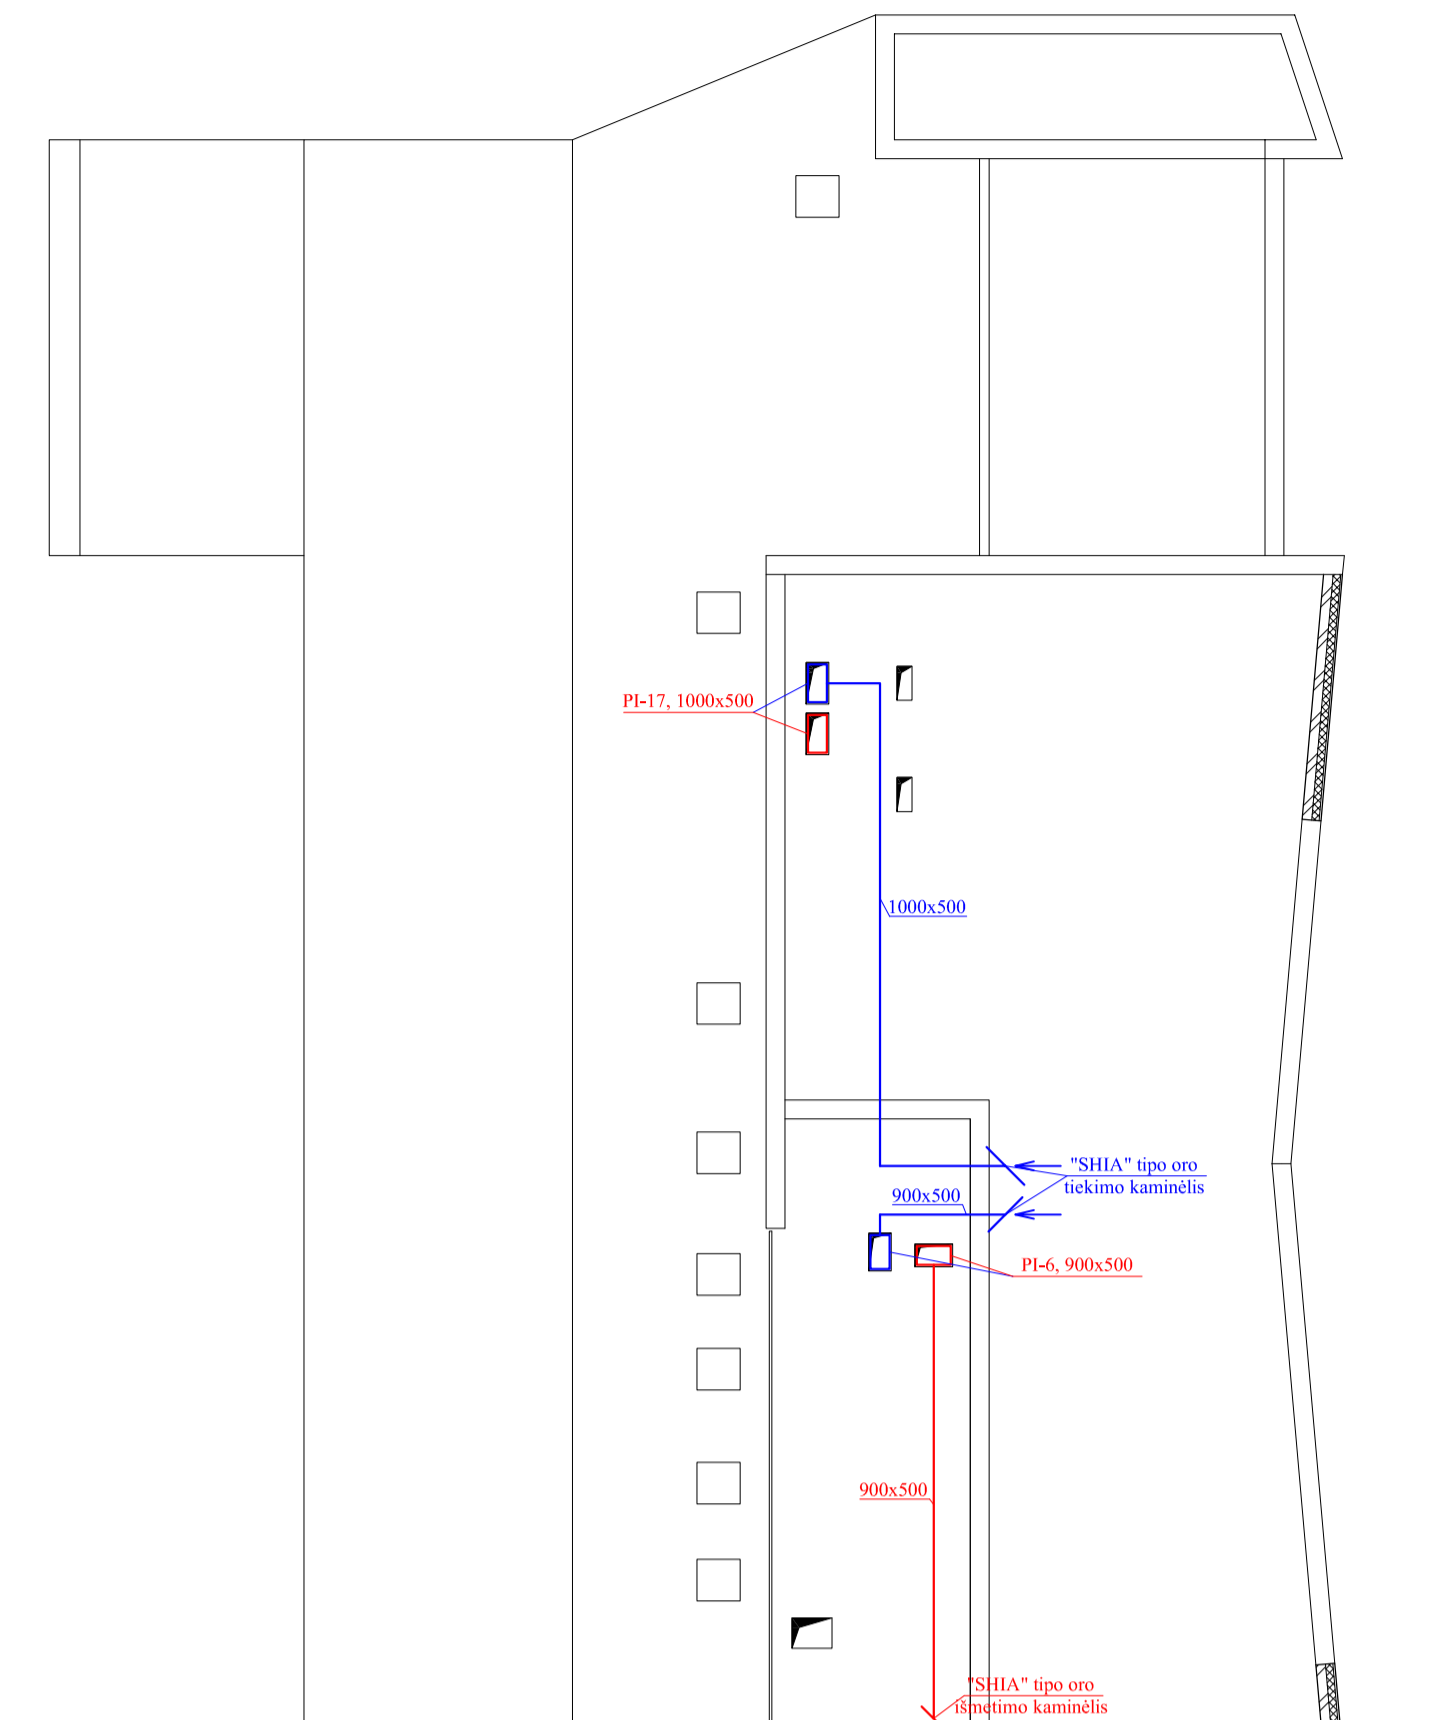 PI-17, 1000x500
1000x500
"SHIA" tipo oro
tiekimo kaminėlis
900x500
PI-6, 900x500
900x500
"SHIA" tipo oro
išmetimo kaminėlis